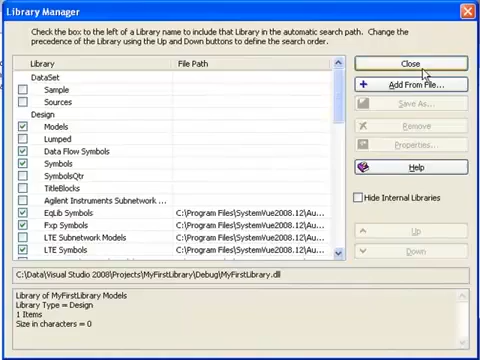 Library Manager
Check the box to the left of a Library name to include that Library in the automatic search path. Change the
precedence of the Library using the Up and Down buttons to define the search order.
Library File Path
DataSet
Sample
Sources
Design
Models
Lumped
Data Flow Symbols
Symbols
SymbolsQtr
TitleBlocks
Agilent Instruments Subnetwork ...
EqLib Symbols C:\Program Files\SystemVue2008.12\Au...
Fxp Symbols C:\Program Files\SystemVue2008.12\Au...
LTE Subnetwork Models C:\Program Files\SystemVue2008.12\Au...
LTE Symbols C:\Program Files\SystemVue2008.12\Au...
Close
Add From File...
Save As...
Remove
Properties...
Help
Hide Internal Libraries
Up
Down
C:\Data\Visual Studio 2008\Projects\MyFirstLibrary\Debug\MyFirstLibrary.dll
Library of MyFirstLibrary Models
Library Type = Design
1 Items
Size in characters = 0